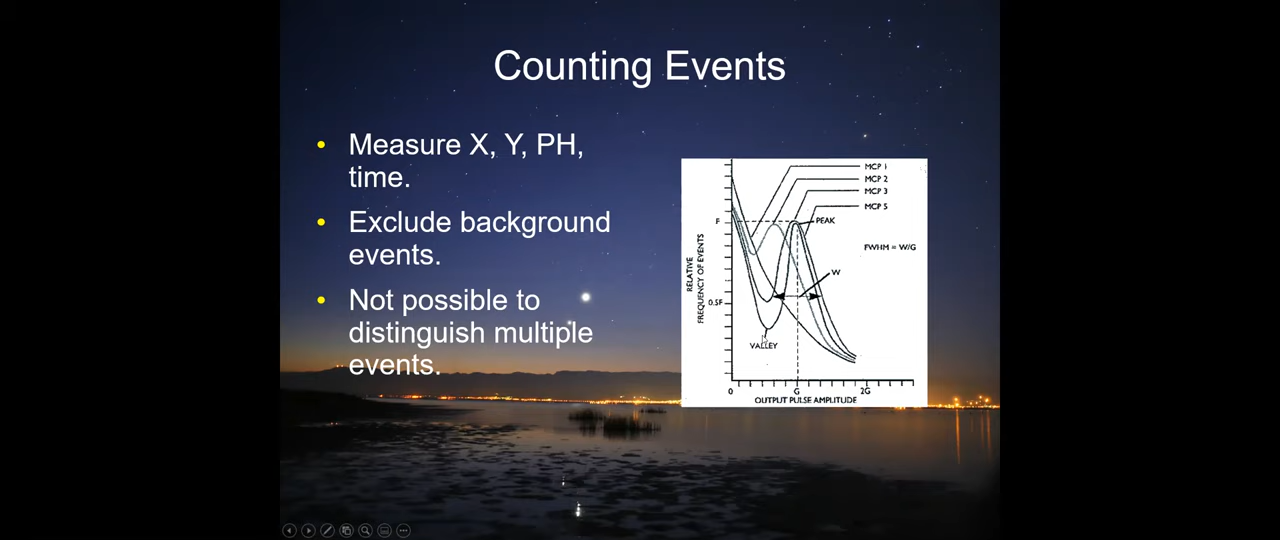 Counting Events
• Measure X, Y, PH,
time.
• Exclude background
events.
• Not possible to
distinguish multiple
events.
MCP 1
MCP 2
MCP 3
MCP 5
F
PEAK
FWHM = W/G
W
RELATIVE
FREQUENCY OF EVENTS
0.5F
VALLEY
0
G
2G
OUTPUT PULSE AMPLITUDE